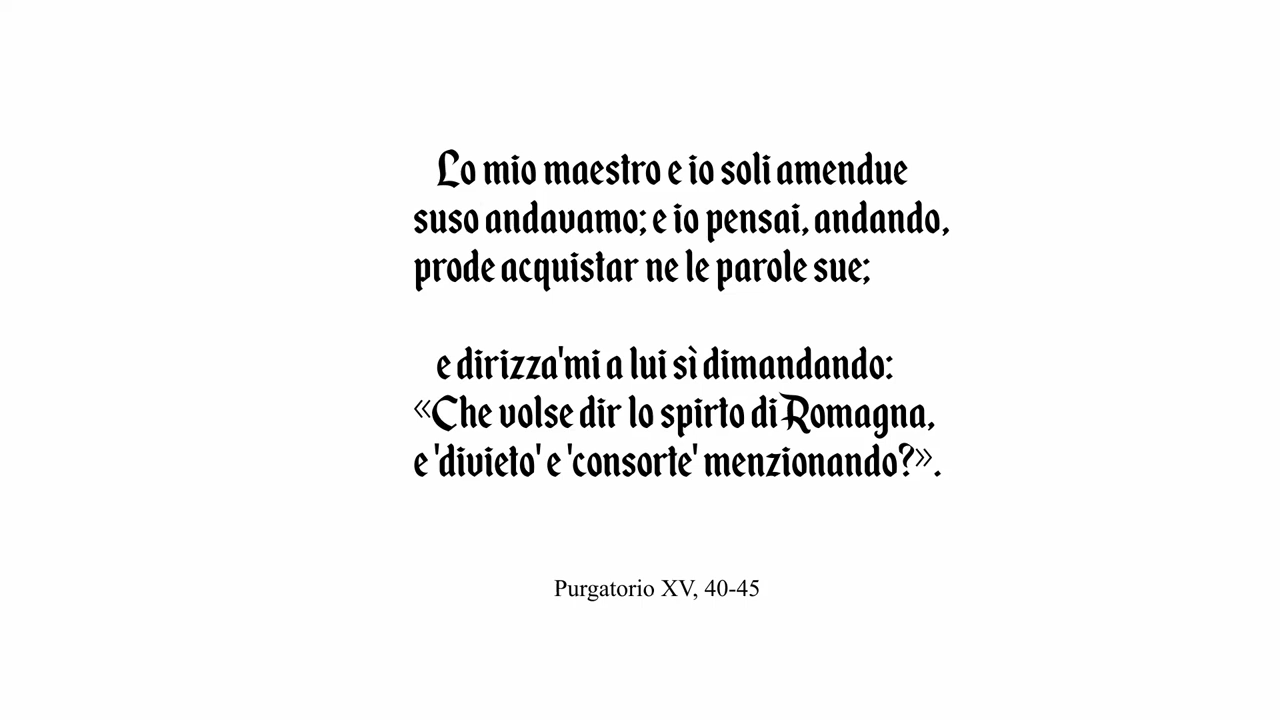 Lo mio maestro e io soli amendue
suso andavamo; e io pensai, andando,
prode acquistar ne le parole sue;
e dirizza'mi a lui sì dimandando:
«Che volse dir lo spirto di Romagna,
e 'divieto' e 'consorte' menzionando?».
Purgatorio XV, 40-45